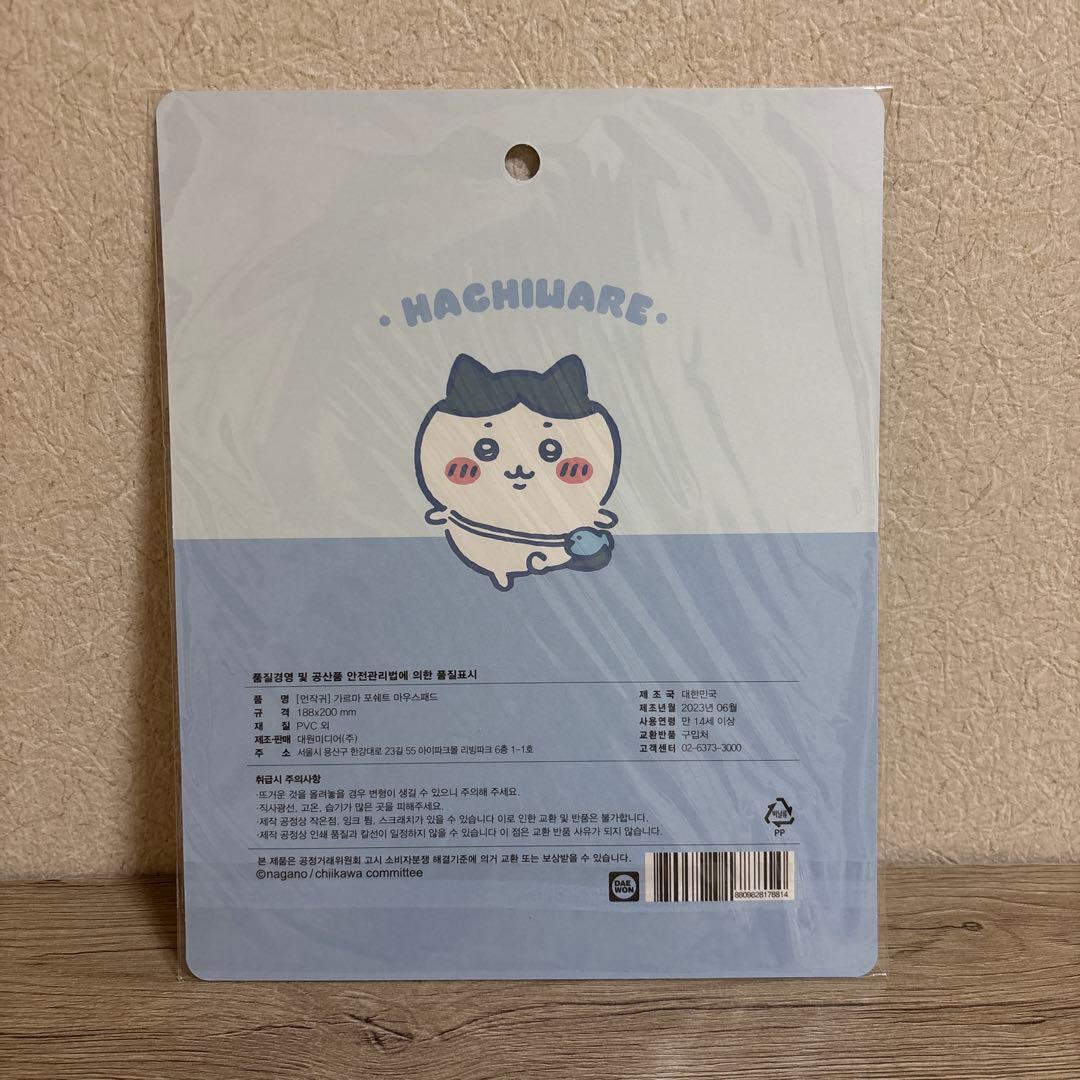 · HACHIWARE ·
품질경영 및 공산품 안전관리법에 의한 품질표시
품 명 [먼작귀] 가르마 포쉐트 마우스패드
규 격 188x200 mm
재 질 PVC 외
제조·판매 대원미디어(주)
주 소 서울시 용산구 한강대로 23길 55 아이파크몰 리빙파크 6층 1-1호
제 조 국 대한민국
제조년월 2023년 06월
사용연령 만 14세 이상
교환반품 구입처
고객센터 02-6373-3000
취급시 주의사항
·뜨거운 것을 올려놓을 경우 변형이 생길 수 있으니 주의해 주세요.
·직사광선, 고온, 습기가 많은 곳을 피해주세요.
·제작 공정상 작은점, 잉크 튐, 스크래치가 있을 수 있습니다 이로 인한 교환 및 반품은 불가합니다.
·제작 공정상 인쇄 품질과 칼선이 일정하지 않을 수 있습니다 이 점은 교환 반품 사유가 되지 않습니다.
비닐류
PP
본 제품은 공정거래위원회 고시 소비자분쟁 해결기준에 의거 교환 또는 보상받을 수 있습니다.
©nagano / chiikawa committee
DAE
WON
8809828178814